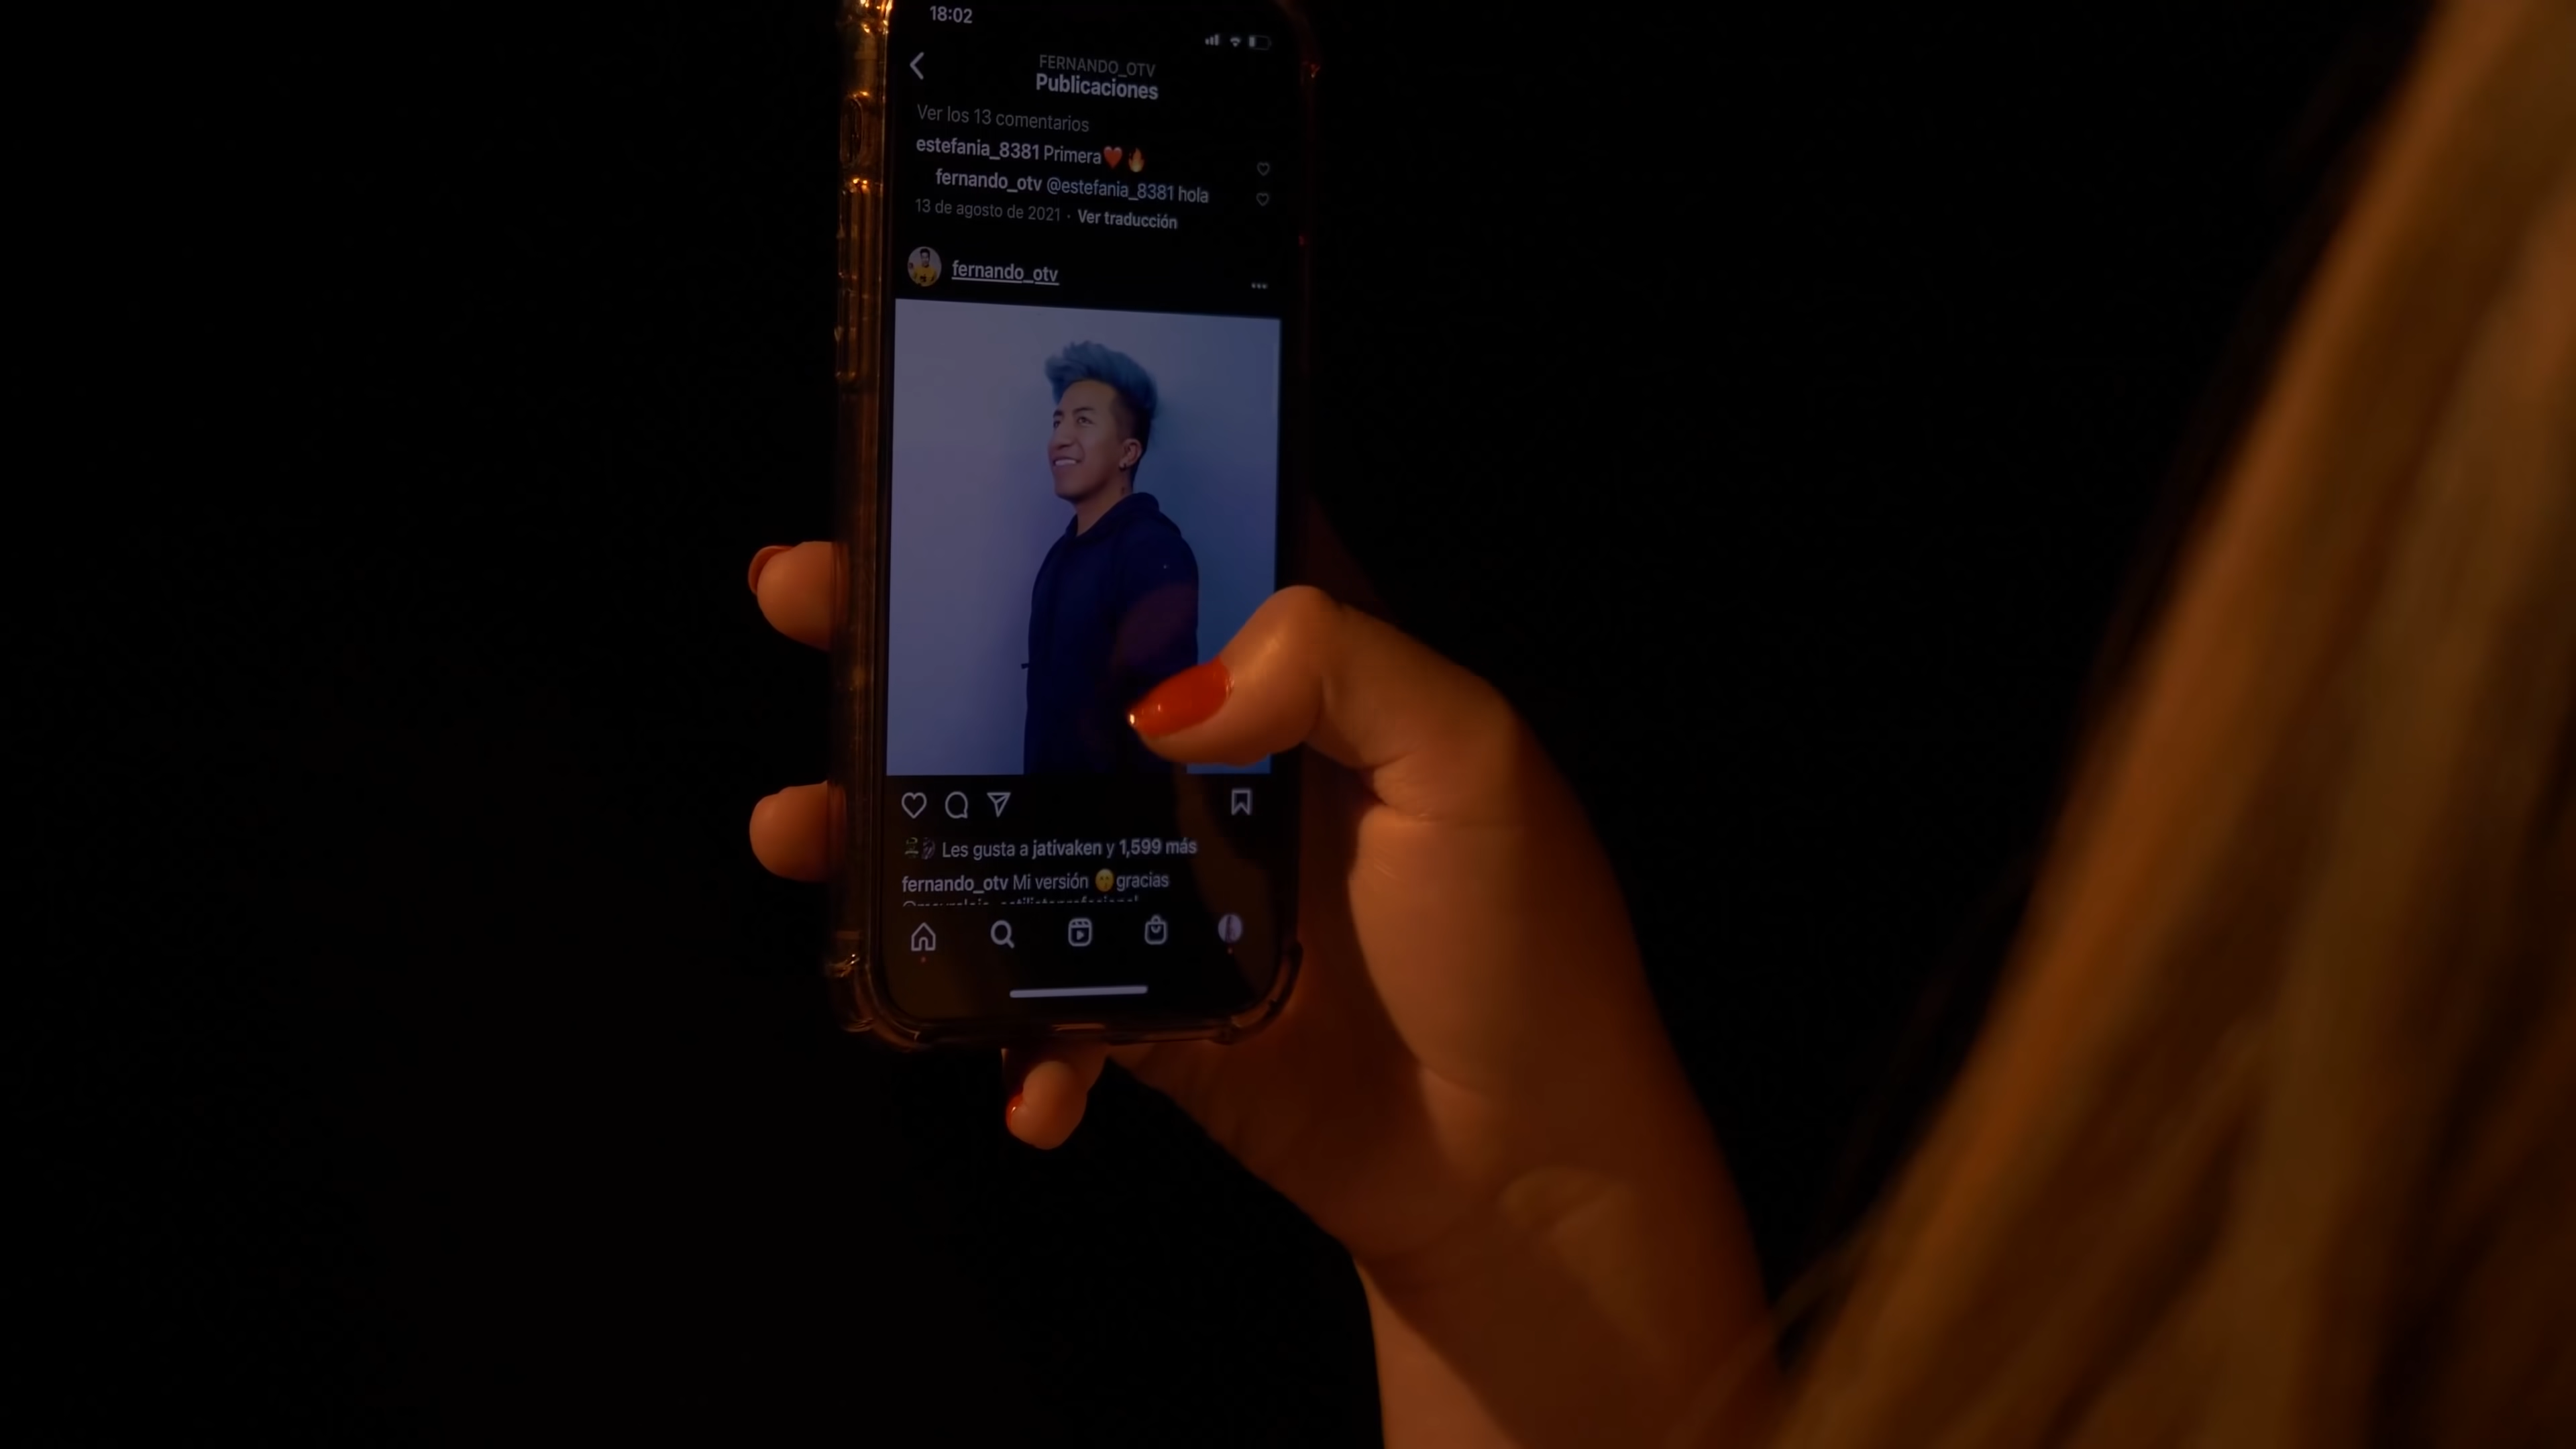 18:02
FERNANDO_OTV
Publicaciones
Ver los 13 comentarios
estefania_8381 Primera❤️🔥
fernando_otv @estefania_8381 hola
13 de agosto de 2021 · Ver traducción
fernando_otv
Les gusta a jativaken y 1,599 más
fernando_otv Mi versión 🤫gracias